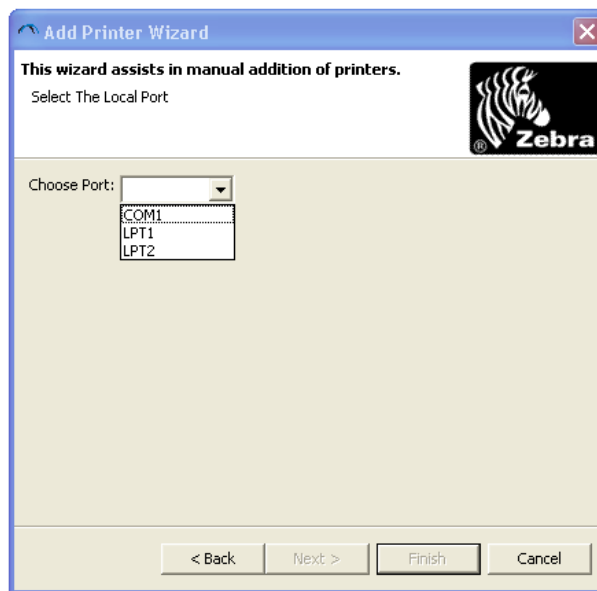 Add Printer Wizard
This wizard assists in manual addition of printers.
Select The Local Port
® Zebra
Choose Port:
COM1
LPT1
LPT2
< Back Next > Finish Cancel